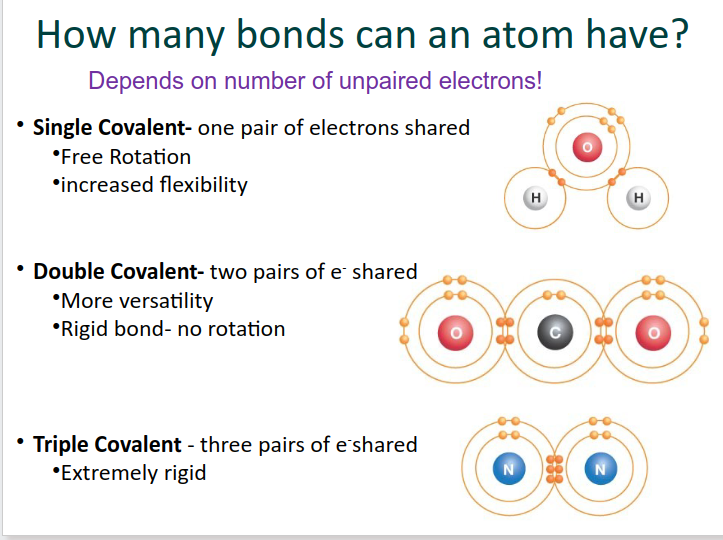 How many bonds can an atom have?
Depends on number of unpaired electrons!
• Single Covalent- one pair of electrons shared
•Free Rotation
•increased flexibility
O
H H
• Double Covalent- two pairs of e- shared
•More versatility
•Rigid bond- no rotation
O C O
• Triple Covalent - three pairs of e-shared
•Extremely rigid
N N